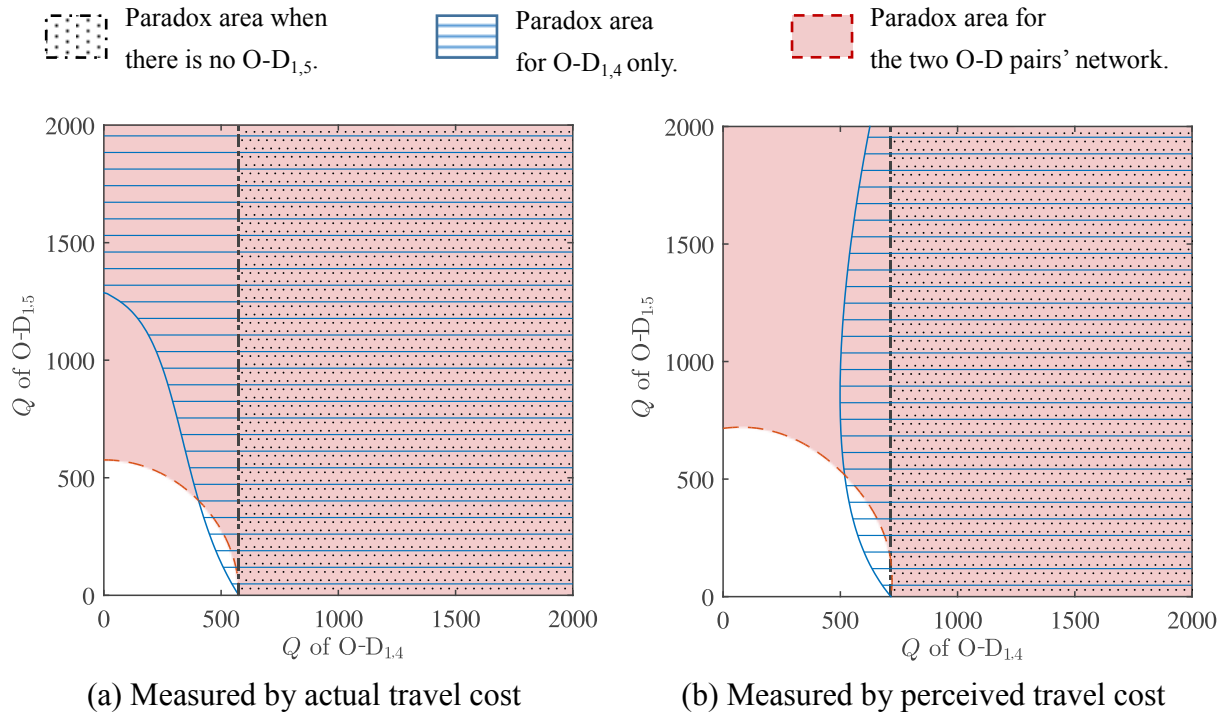 Paradox area when
there is no O-D1,5.
Paradox area
for O-D1,4 only.
Paradox area for
the two O-D pairs' network.
2000
1500
1000
500
0
Q of O-D1,5
0
500
1000
1500
2000
Q of O-D1,4
(a) Measured by actual travel cost
2000
1500
1000
500
0
Q of O-D1,5
0
500
1000
1500
2000
Q of O-D1,4
(b) Measured by perceived travel cost